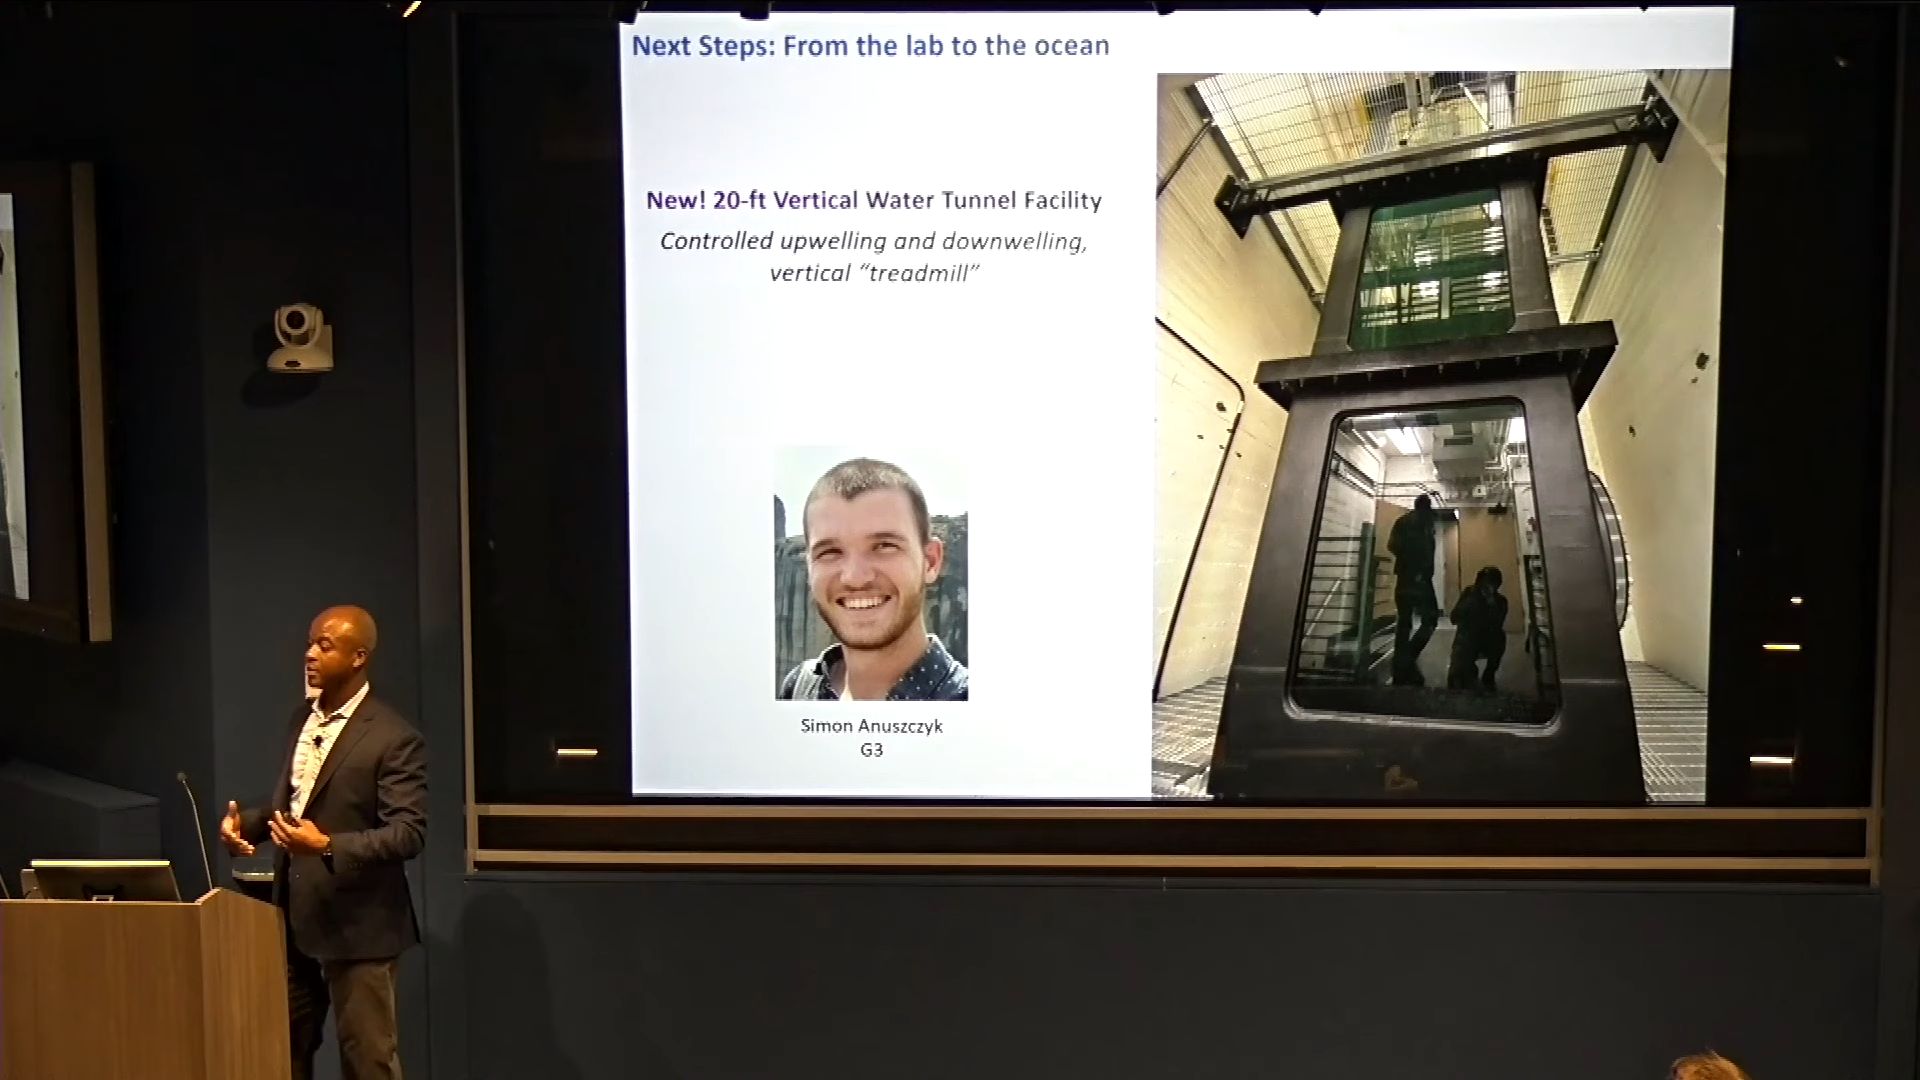 Next Steps: From the lab to the ocean
New! 20-ft Vertical Water Tunnel Facility
Controlled upwelling and downwelling,
vertical “treadmill”
Simon Anuszczyk
G3